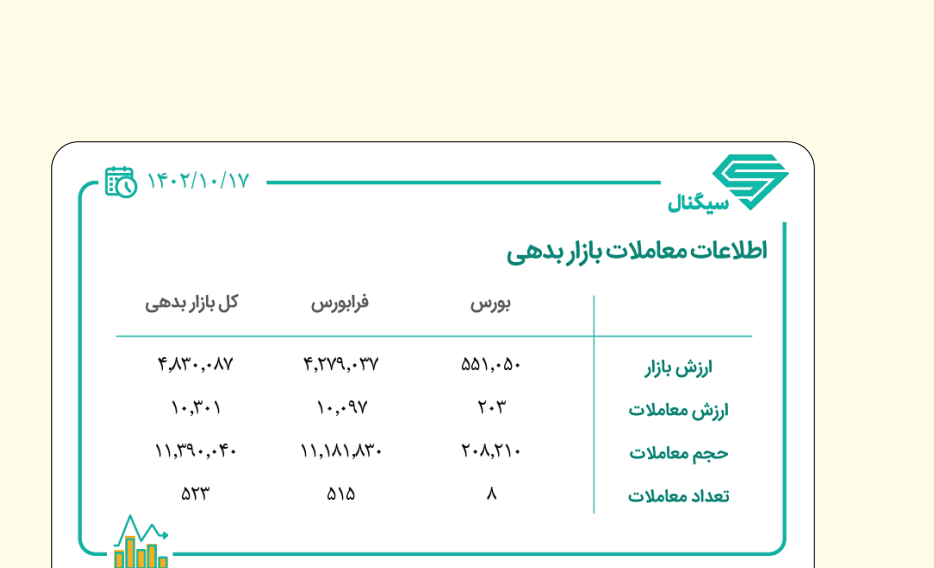 سیگنال
۱۴۰۲/۱۰/۱۷
اطلاعات معاملات بازار بدهی
بورس فرابورس کل بازار بدهی
ارزش بازار ۵۵۱,۰۵۰ ۴,۲۷۹,۰۳۷ ۴,۸۳۰,۰۸۷
ارزش معاملات ۲۰۳ ۱۰,۰۹۷ ۱۰,۳۰۱
حجم معاملات ۲۰۸,۲۱۰ ۱۱,۱۸۱,۸۳۰ ۱۱,۳۹۰,۰۴۰
تعداد معاملات ۸ ۵۱۵ ۵۲۳